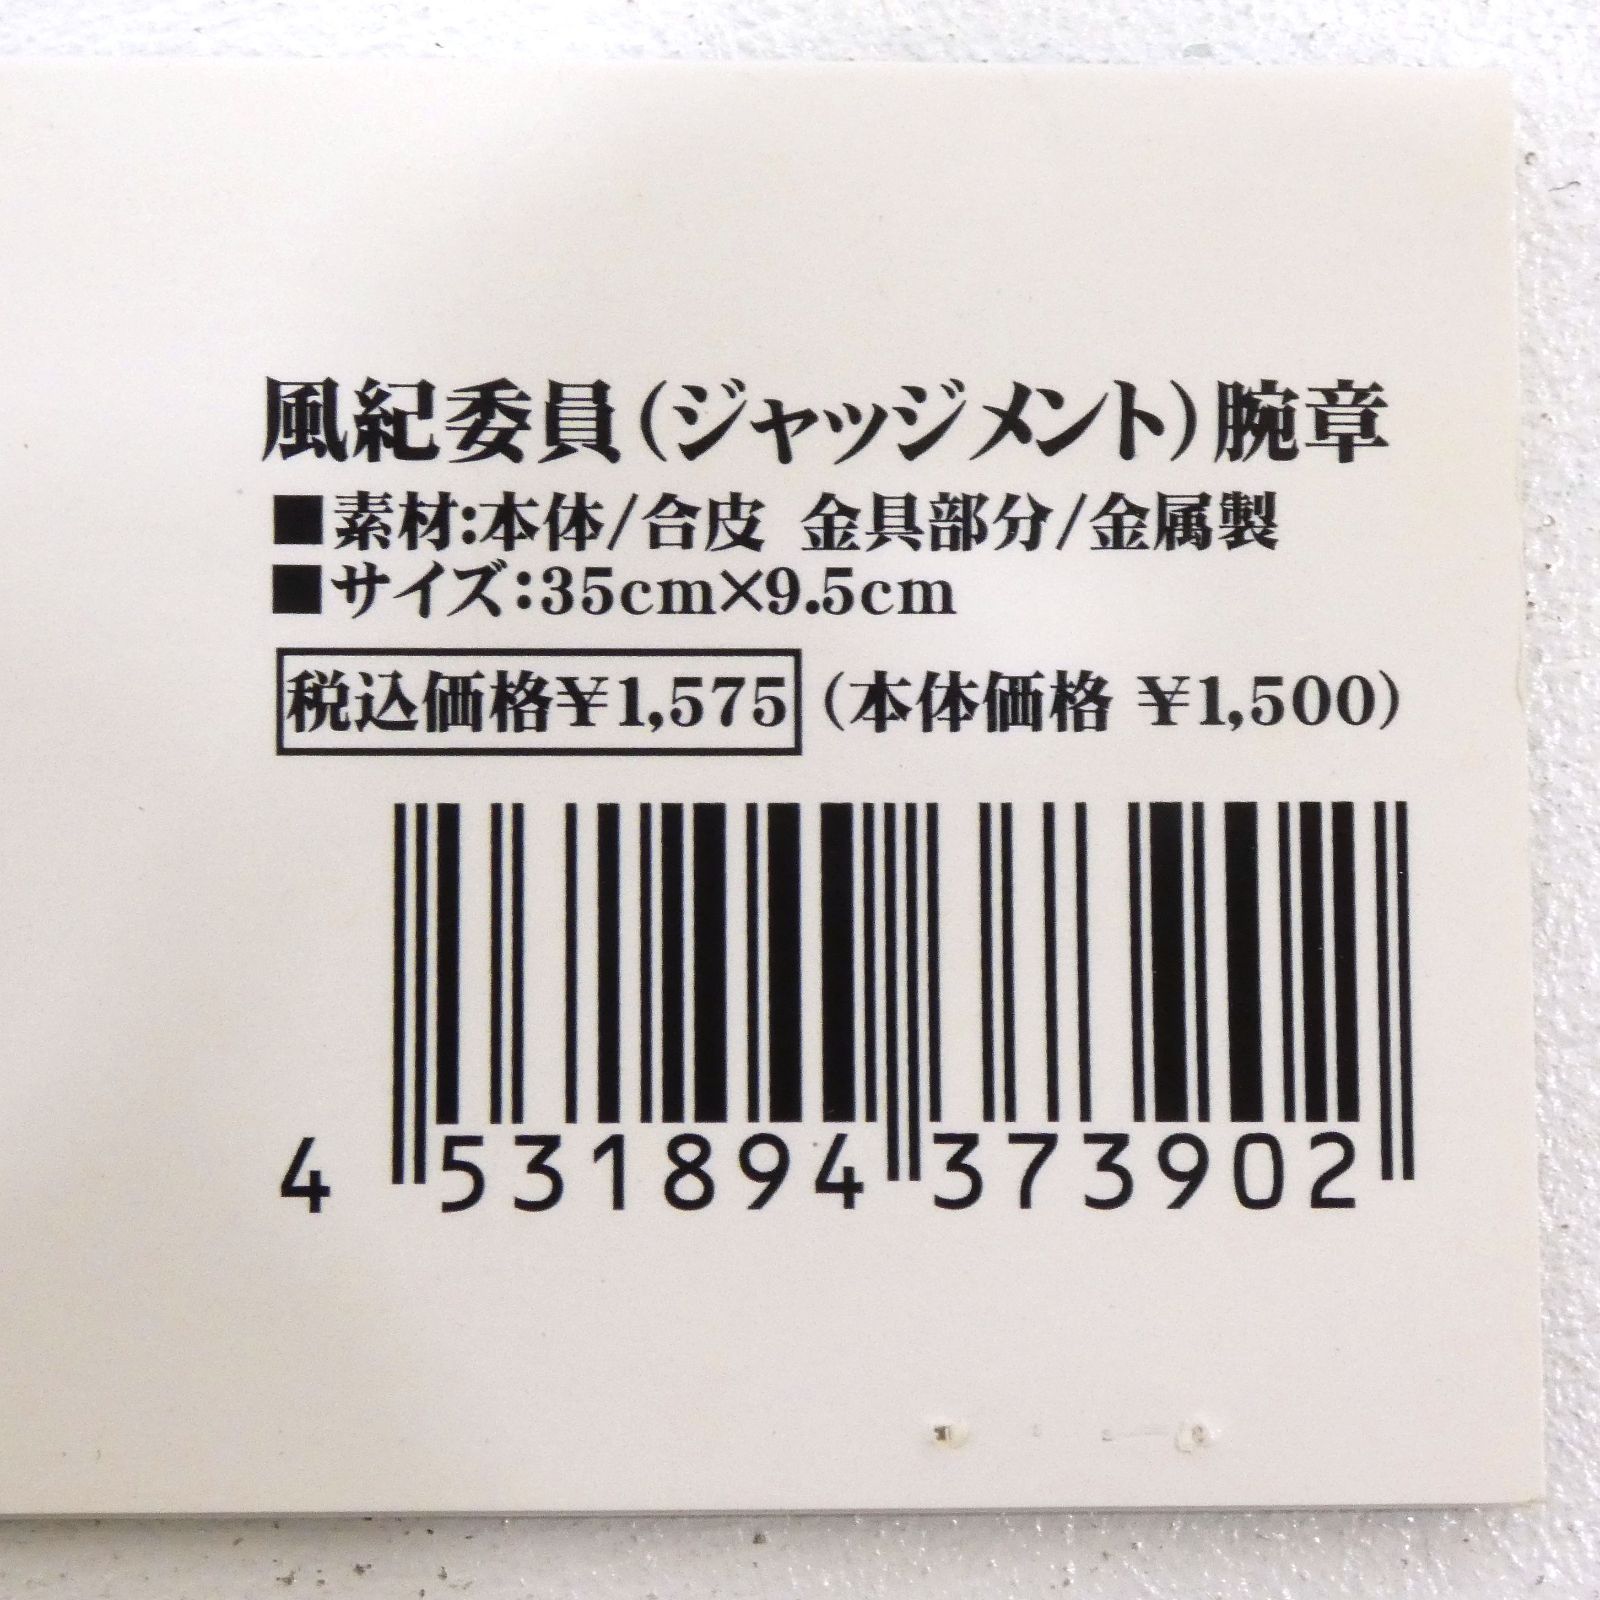 風紀委員（ジャッジメント）腕章
■素材：本体/合皮 金具部分/金属製
■サイズ：35cm×9.5cm
税込価格¥1,575（本体価格 ¥1,500）
4 531894 373902